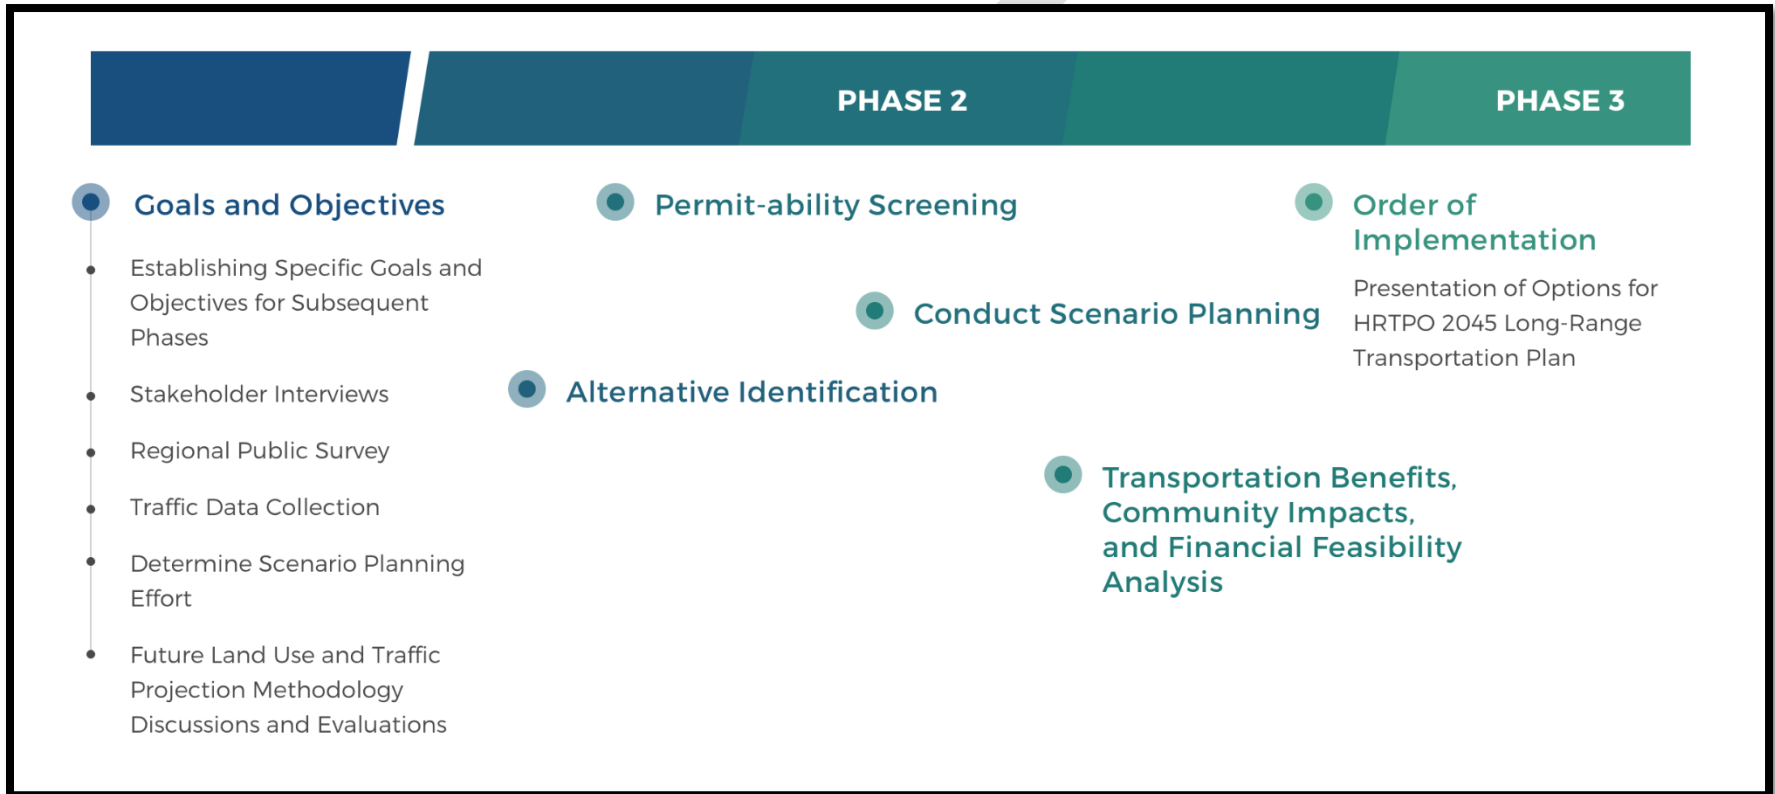 PHASE 2
PHASE 3
Goals and Objectives
Establishing Specific Goals and
Objectives for Subsequent
Phases
Stakeholder Interviews
Regional Public Survey
Traffic Data Collection
Determine Scenario Planning
Effort
Future Land Use and Traffic
Projection Methodology
Discussions and Evaluations
Permit-ability Screening
Conduct Scenario Planning
Alternative Identification
Transportation Benefits,
Community Impacts,
and Financial Feasibility
Analysis
Order of
Implementation
Presentation of Options for
HRTPO 2045 Long-Range
Transportation Plan